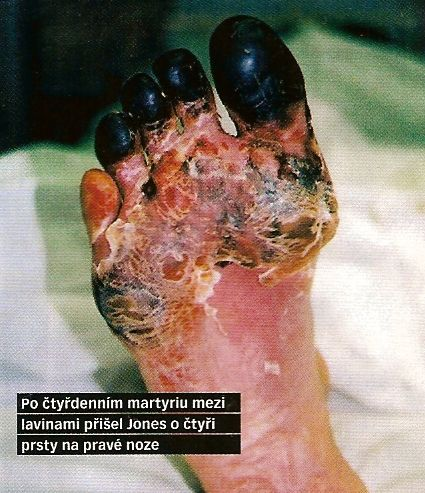 Po čtyřdenním martyriu mezi
lavinami přišel Jones o čtyři
prsty na pravé noze